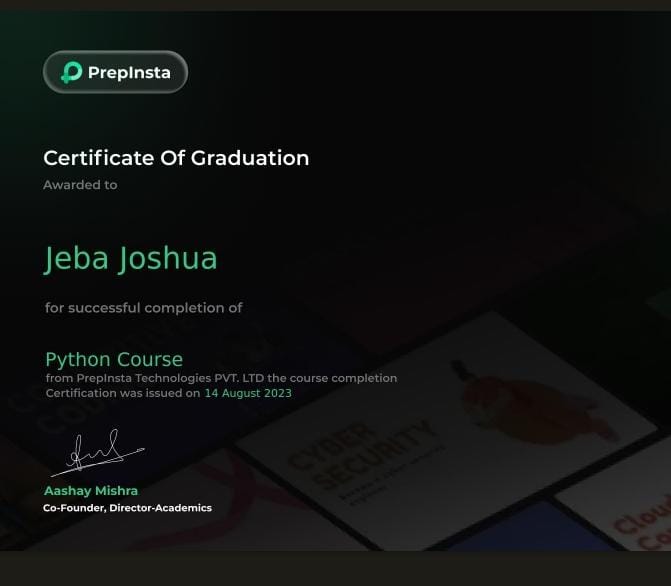 PrepInsta
Certificate Of Graduation
Awarded to
Jeba Joshua
for successful completion of
Python Course
from PrepInsta Technologies PVT. LTD the course completion
Certification was issued on 14 August 2023
CYBER
SECURITY
Aashay Mishra
Co-Founder, Director-Academics